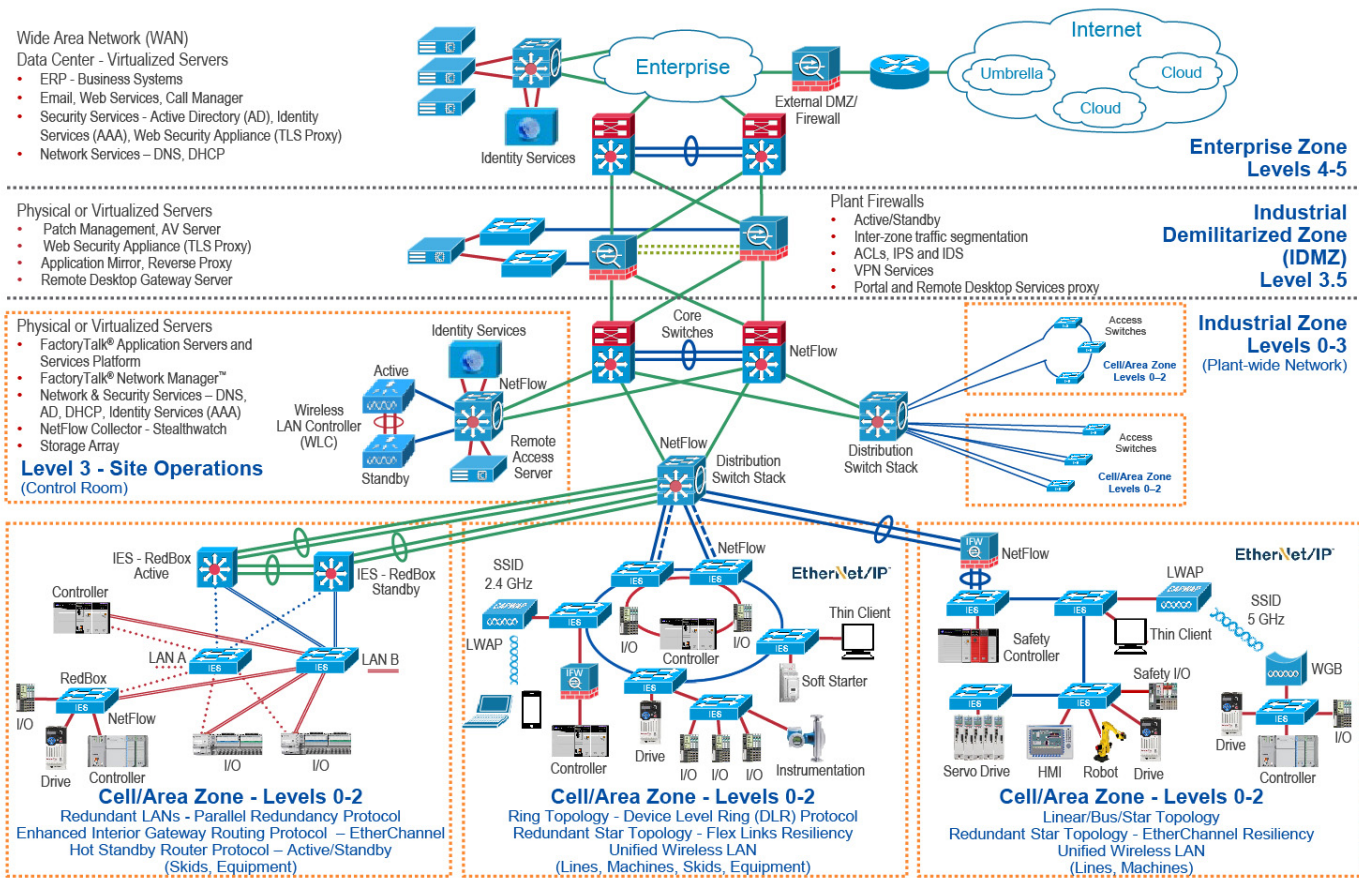 Wide Area Network (WAN)
Data Center - Virtualized Servers
• ERP - Business Systems
• Email, Web Services, Call Manager
• Security Services - Active Directory (AD), Identity
Services (AAA), Web Security Appliance (TLS Proxy)
• Network Services – DNS, DHCP
Identity Services
Enterprise
External DMZ/
Firewall
Internet
Umbrella
Cloud
Cloud
Enterprise Zone
Levels 4-5
Physical or Virtualized Servers
• Patch Management, AV Server
• Web Security Appliance (TLS Proxy)
• Application Mirror, Reverse Proxy
• Remote Desktop Gateway Server
Plant Firewalls
• Active/Standby
• Inter-zone traffic segmentation
• ACLs, IPS and IDS
• VPN Services
• Portal and Remote Desktop Services proxy
Industrial
Demilitarized Zone
(IDMZ)
Level 3.5
Physical or Virtualized Servers
• FactoryTalk® Application Servers and
Services Platform
• FactoryTalk® Network Manager™
• Network & Security Services – DNS,
AD, DHCP, Identity Services (AAA)
• NetFlow Collector - Stealthwatch
• Storage Array
Level 3 - Site Operations
(Control Room)
Identity Services
Active
NetFlow
Wireless
LAN Controller
(WLC)
Standby
Remote
Access
Server
Core
Switches
NetFlow
NetFlow
Distribution
Switch Stack
Distribution
Switch Stack
Access
Switches
Cell/Area Zone
Levels 0–2
Access
Switches
Cell/Area Zone
Levels 0–2
Industrial Zone
Levels 0-3
(Plant-wide Network)
IES - RedBox
Active
IES - RedBox
Standby
Controller
LAN A
IES
IES
LAN B
RedBox
IES
NetFlow
I/O
Drive
Controller
I/O
I/O
Cell/Area Zone - Levels 0-2
Redundant LANs - Parallel Redundancy Protocol
Enhanced Interior Gateway Routing Protocol – EtherChannel
Hot Standby Router Protocol – Active/Standby
(Skids, Equipment)
SSID
2.4 GHz
CAPWAP
LWAP
IES
IES
IES
NetFlow
EtherNet/IP™
I/O
Controller
I/O
IES
Thin Client
Soft Starter
IFW
Controller
IES
Drive
IES
I/O
I/O
I/O
Instrumentation
Cell/Area Zone - Levels 0-2
Ring Topology - Device Level Ring (DLR) Protocol
Redundant Star Topology - Flex Links Resiliency
Unified Wireless LAN
(Lines, Machines, Skids, Equipment)
IFW
NetFlow
EtherNet/IP™
IES
IES
LWAP
CAPWAP
SSID
5 GHz
Safety
Controller
Thin Client
WGB
IES
IES
Safety I/O
IES
Servo Drive
HMI
Robot
Drive
Drive
I/O
Controller
Cell/Area Zone - Levels 0-2
Linear/Bus/Star Topology
Redundant Star Topology - EtherChannel Resiliency
Unified Wireless LAN
(Lines, Machines)